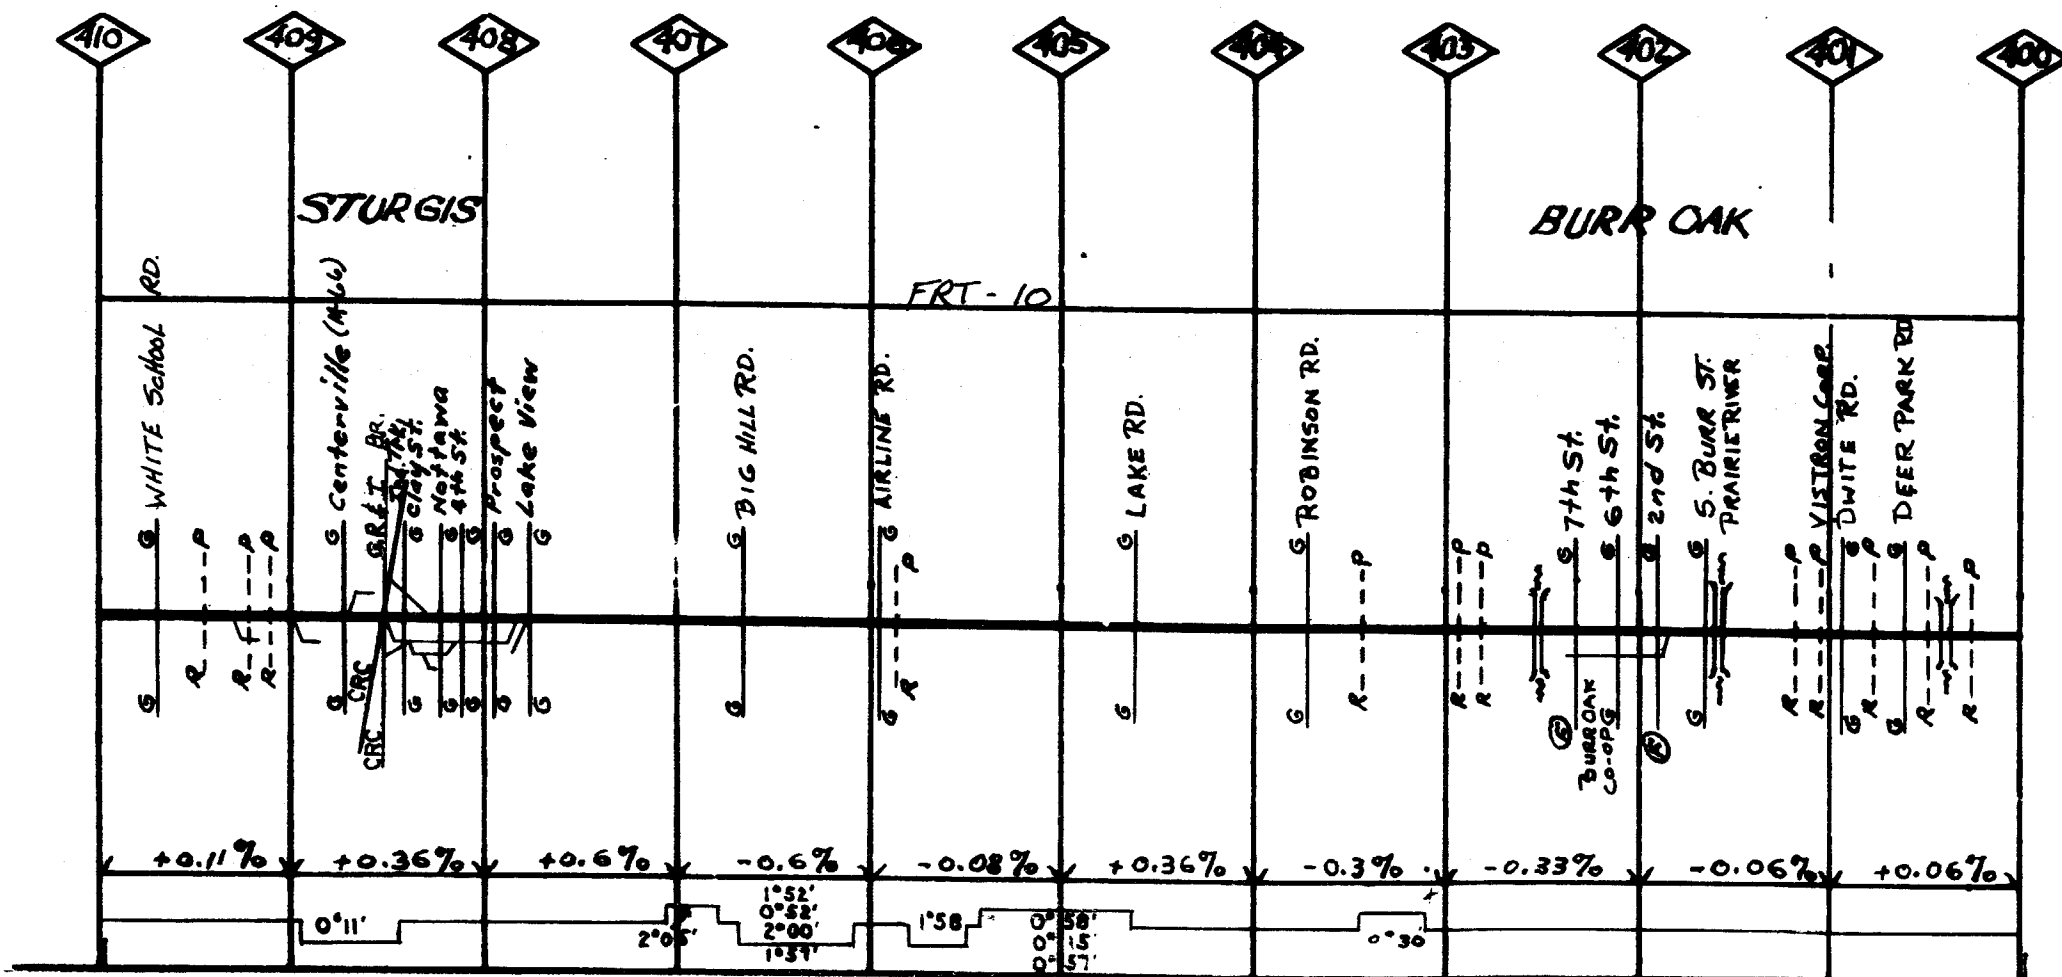 410 409 408 407 406 405 404 403 402 401 400
STURGIS
BURR OAK
FRT - 10
WHITE SCHOOL RD.
Centerville (M-66)
GR & I BR.
Clay St.
Nottawa
4th St.
Prospect
Lake View
BIG HILL RD.
AIRLINE RD.
LAKE RD.
ROBINSON RD.
7th St.
6th St.
2nd St.
S. BURR ST.
PRAIRIE RIVER
VISTRON CORP.
DWITE RD.
DEER PARK RD
G G G G G G G G G G G G G G G G G G G
P P P P P P P P P P P P
R R R R R R R R R R R R
G G G G G G G G G G G G G G G G
CRC
CRC
BURR OAK
CO-OP
+0.11% +0.36% +0.6% -0.6% -0.08% +0.36% -0.3% -0.33% -0.06% +0.06%
0°11'
1°52'
0°52'
2°00'
1°58
0°58'
0°15'
0°57'
0°30